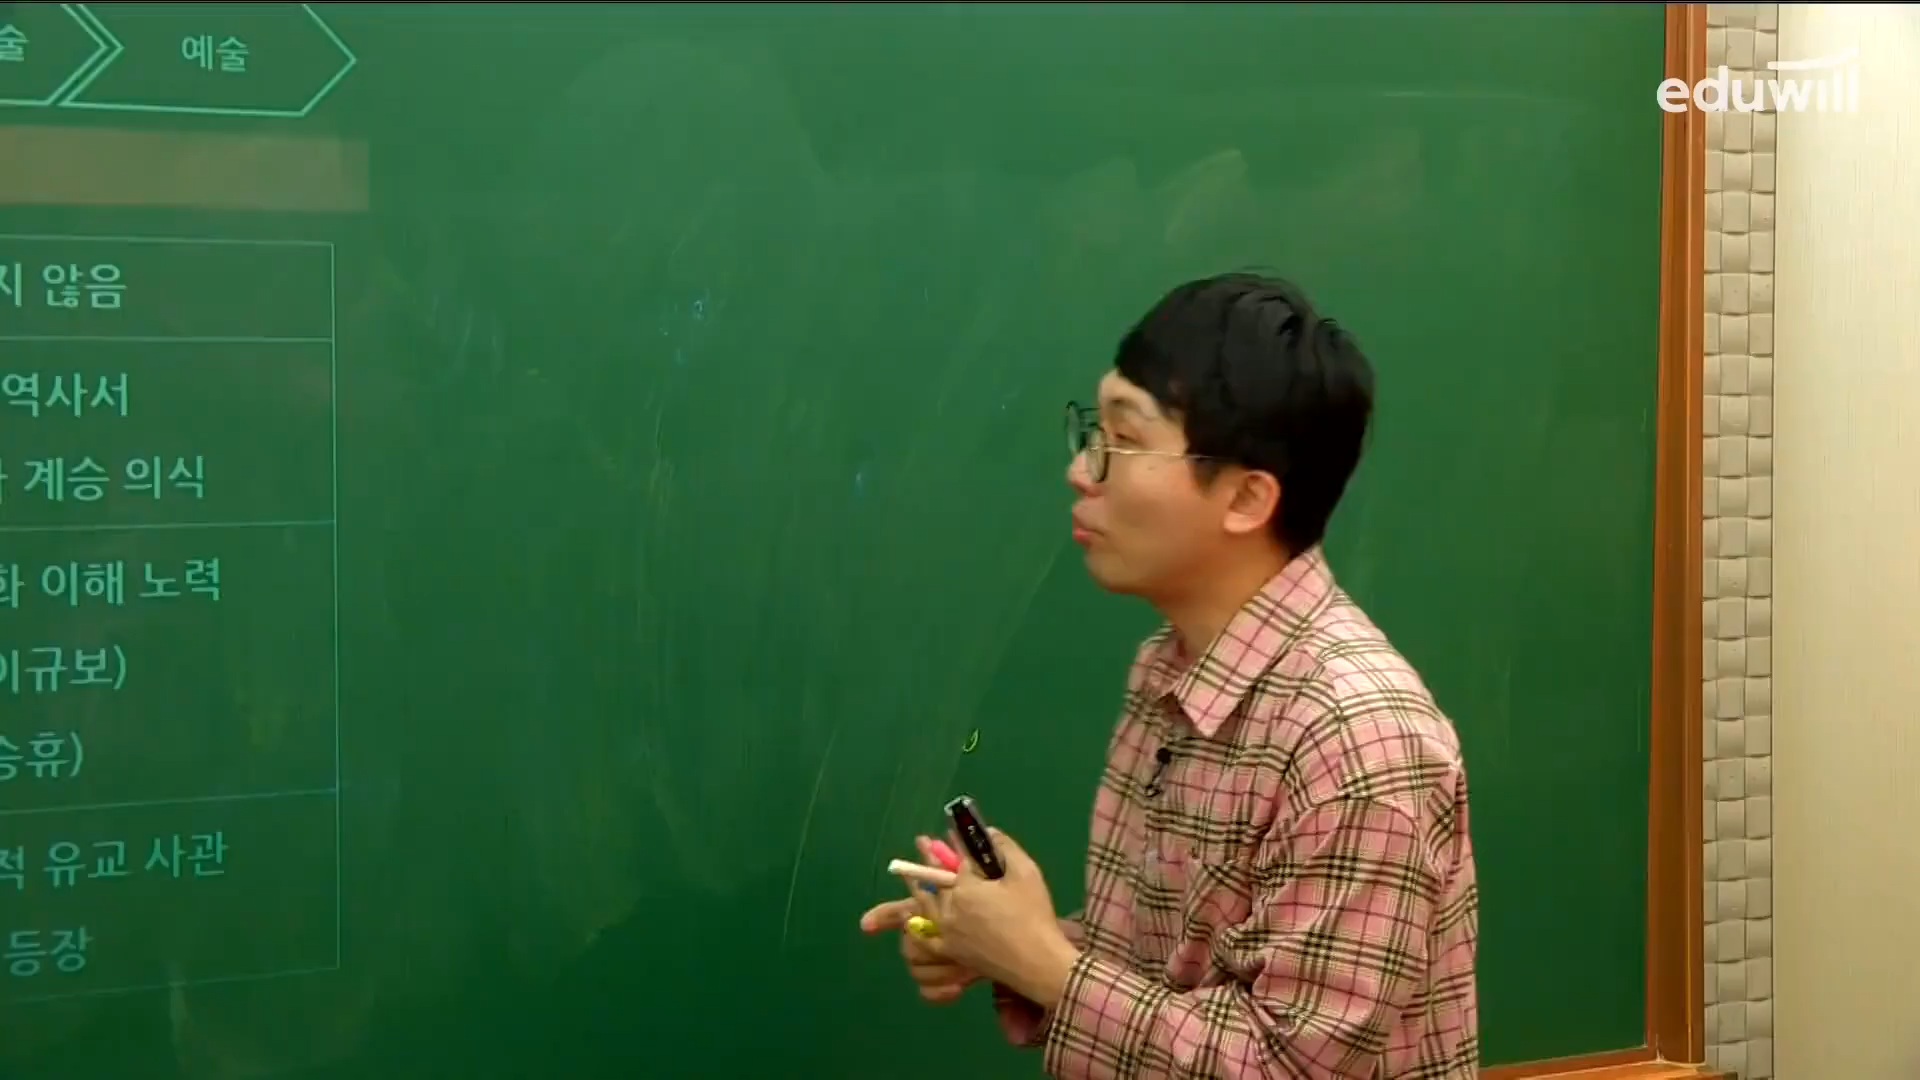 술
예술
eduwill
지 않음
역사서
계승 의식
화 이해 노력
이규보)
승휴)
적 유교 사관
등장